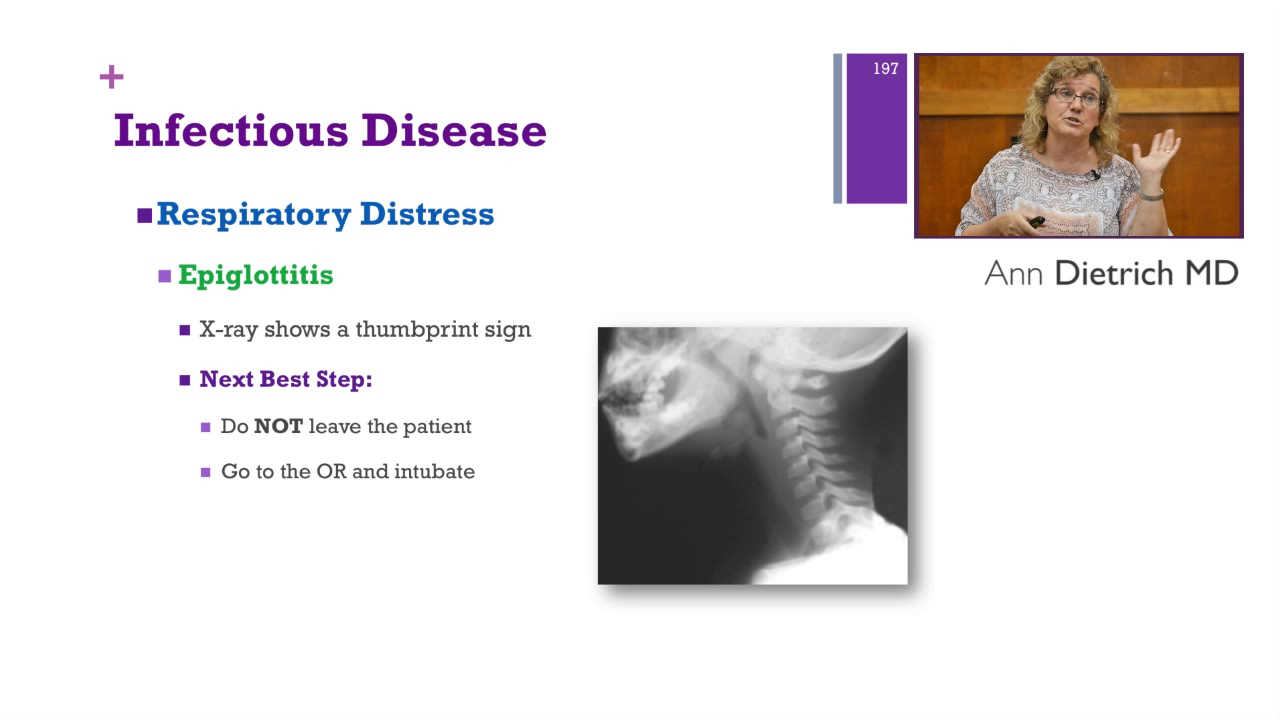 +
197
Infectious Disease
Respiratory Distress
Epiglottitis
X-ray shows a thumbprint sign
Next Best Step:
Do NOT leave the patient
Go to the OR and intubate
Ann Dietrich MD